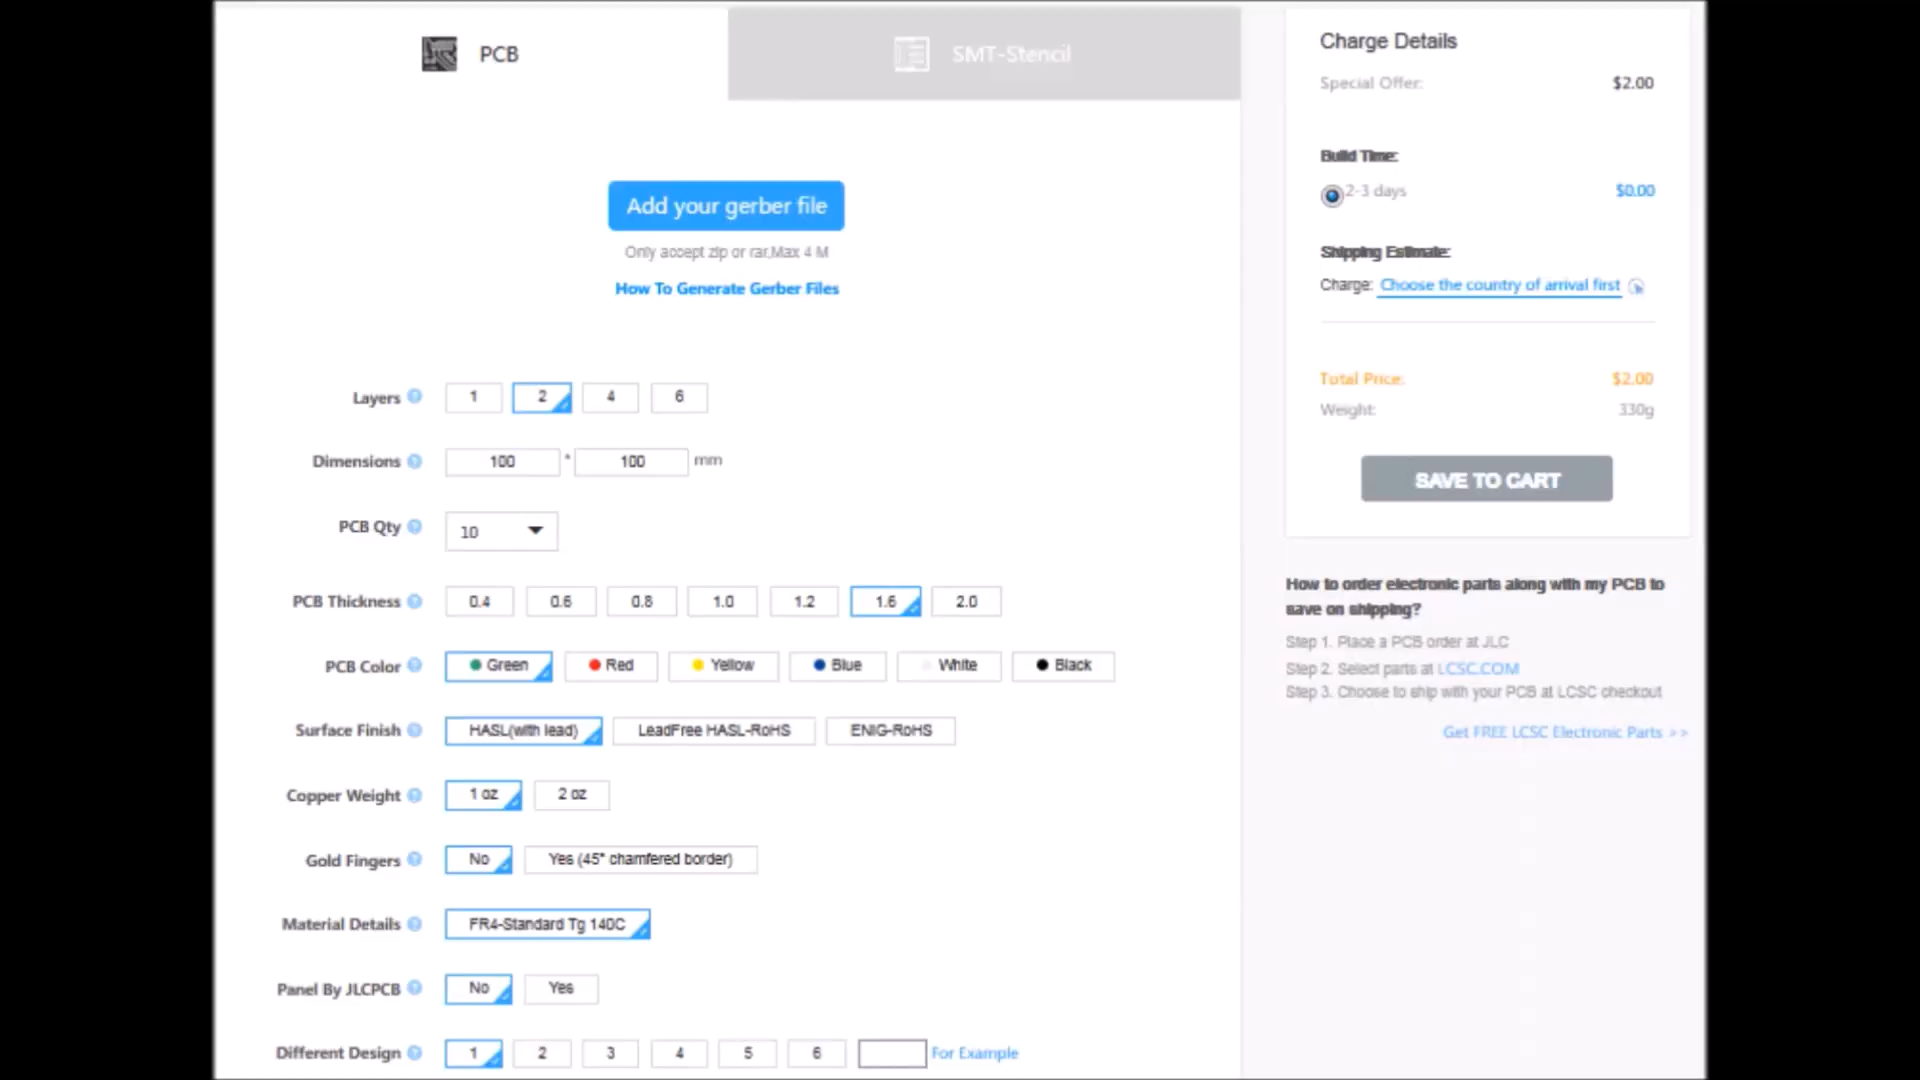 PCB
SMT-Stencil
Add your gerber file
Only accept zip or rar,Max 4 M
How To Generate Gerber Files
Layers 1 2 4 6
Dimensions 100 * 100 mm
PCB Qty 10
PCB Thickness 0.4 0.6 0.8 1.0 1.2 1.6 2.0
PCB Color Green Red Yellow Blue White Black
Surface Finish HASL(with lead) LeadFree HASL-RoHS ENIG-RoHS
Copper Weight 1 oz 2 oz
Gold Fingers No Yes (45° chamfered border)
Material Details FR4-Standard Tg 140C
Panel By JLCPCB No Yes
Different Design 1 2 3 4 5 6 For Example
Charge Details
Special Offer: $2.00
Build Time:
2-3 days $0.00
Shipping Estimate:
Charge: Choose the country of arrival first
Total Price: $2.00
Weight: 330g
SAVE TO CART
How to order electronic parts along with my PCB to
save on shipping?
Step 1. Place a PCB order at JLC
Step 2. Select parts at LCSC.COM
Step 3. Choose to ship with your PCB at LCSC checkout
Get FREE LCSC Electronic Parts >>